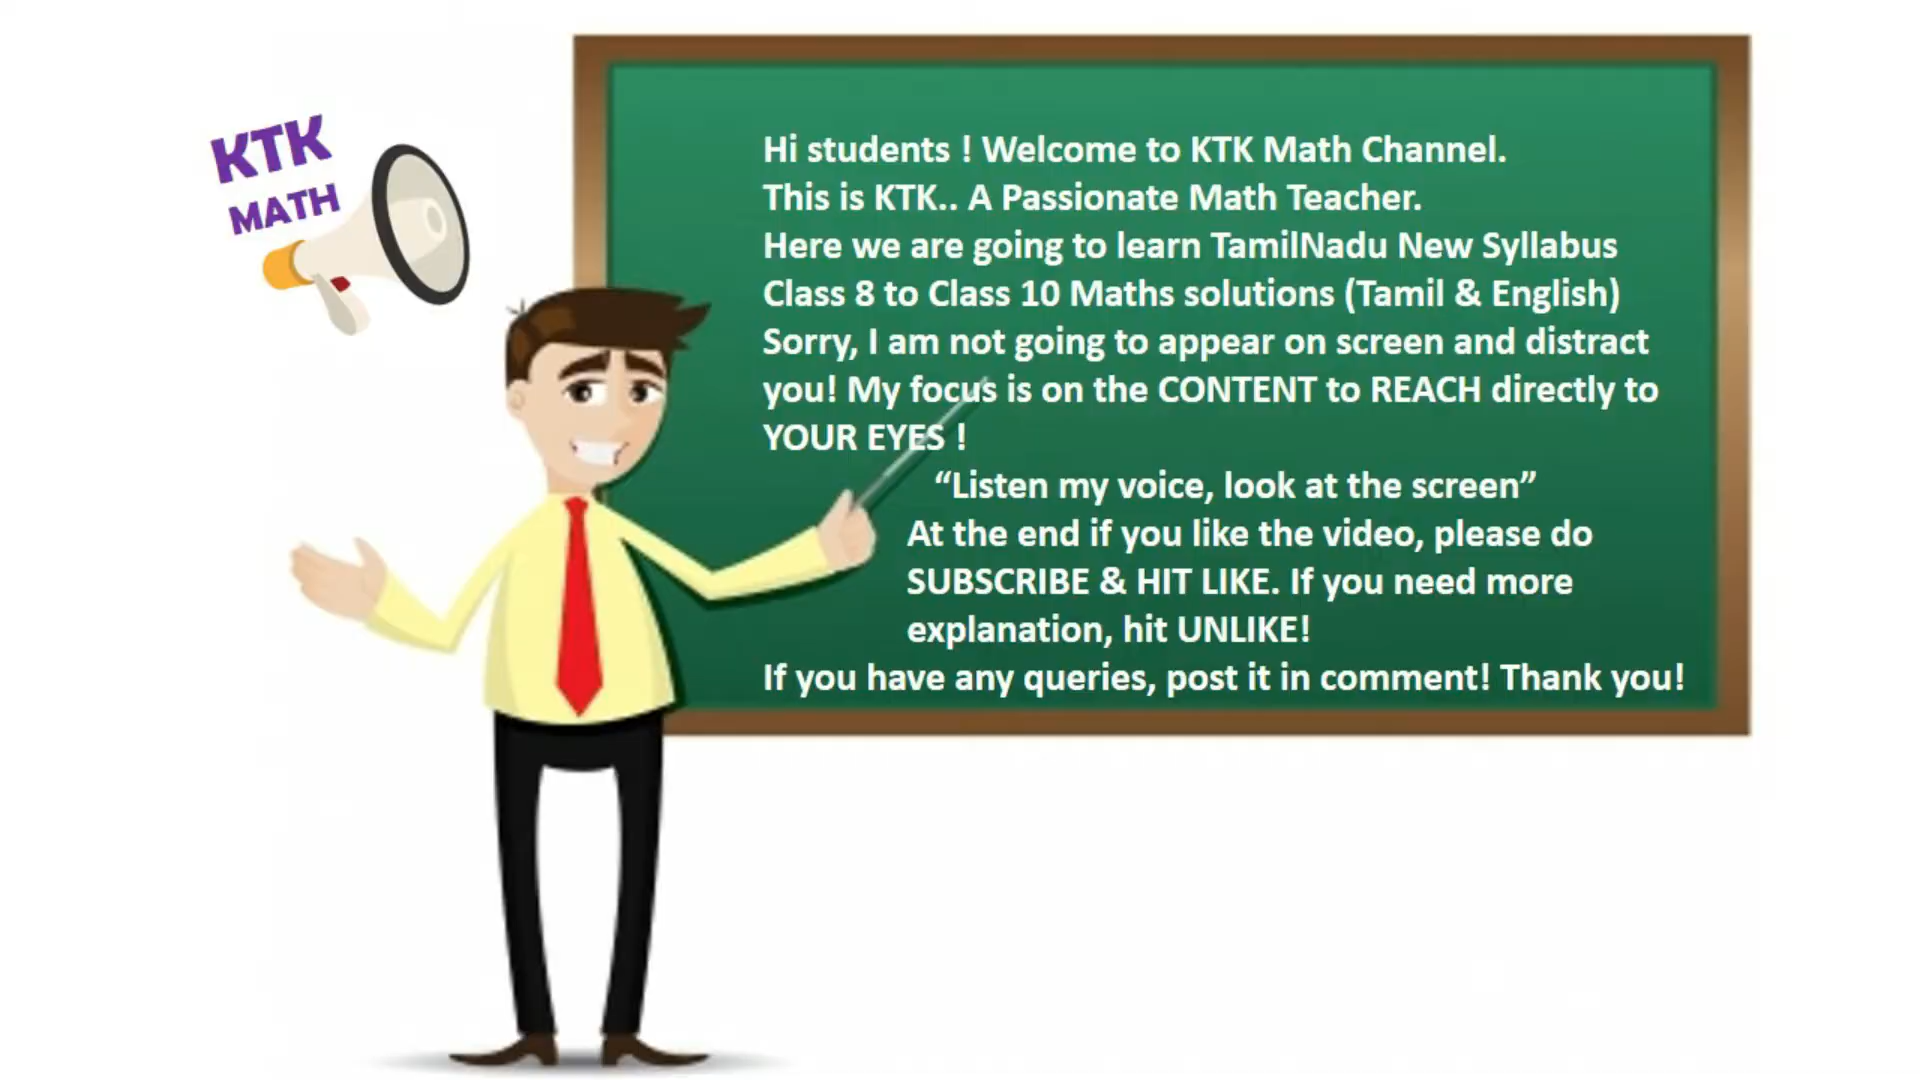 KTK
MATH
Hi students ! Welcome to KTK Math Channel.
This is KTK.. A Passionate Math Teacher.
Here we are going to learn TamilNadu New Syllabus
Class 8 to Class 10 Maths solutions (Tamil & English)
Sorry, I am not going to appear on screen and distract
you! My focus is on the CONTENT to REACH directly to
YOUR EYES !
“Listen my voice, look at the screen”
At the end if you like the video, please do
SUBSCRIBE & HIT LIKE. If you need more
explanation, hit UNLIKE!
If you have any queries, post it in comment! Thank you!